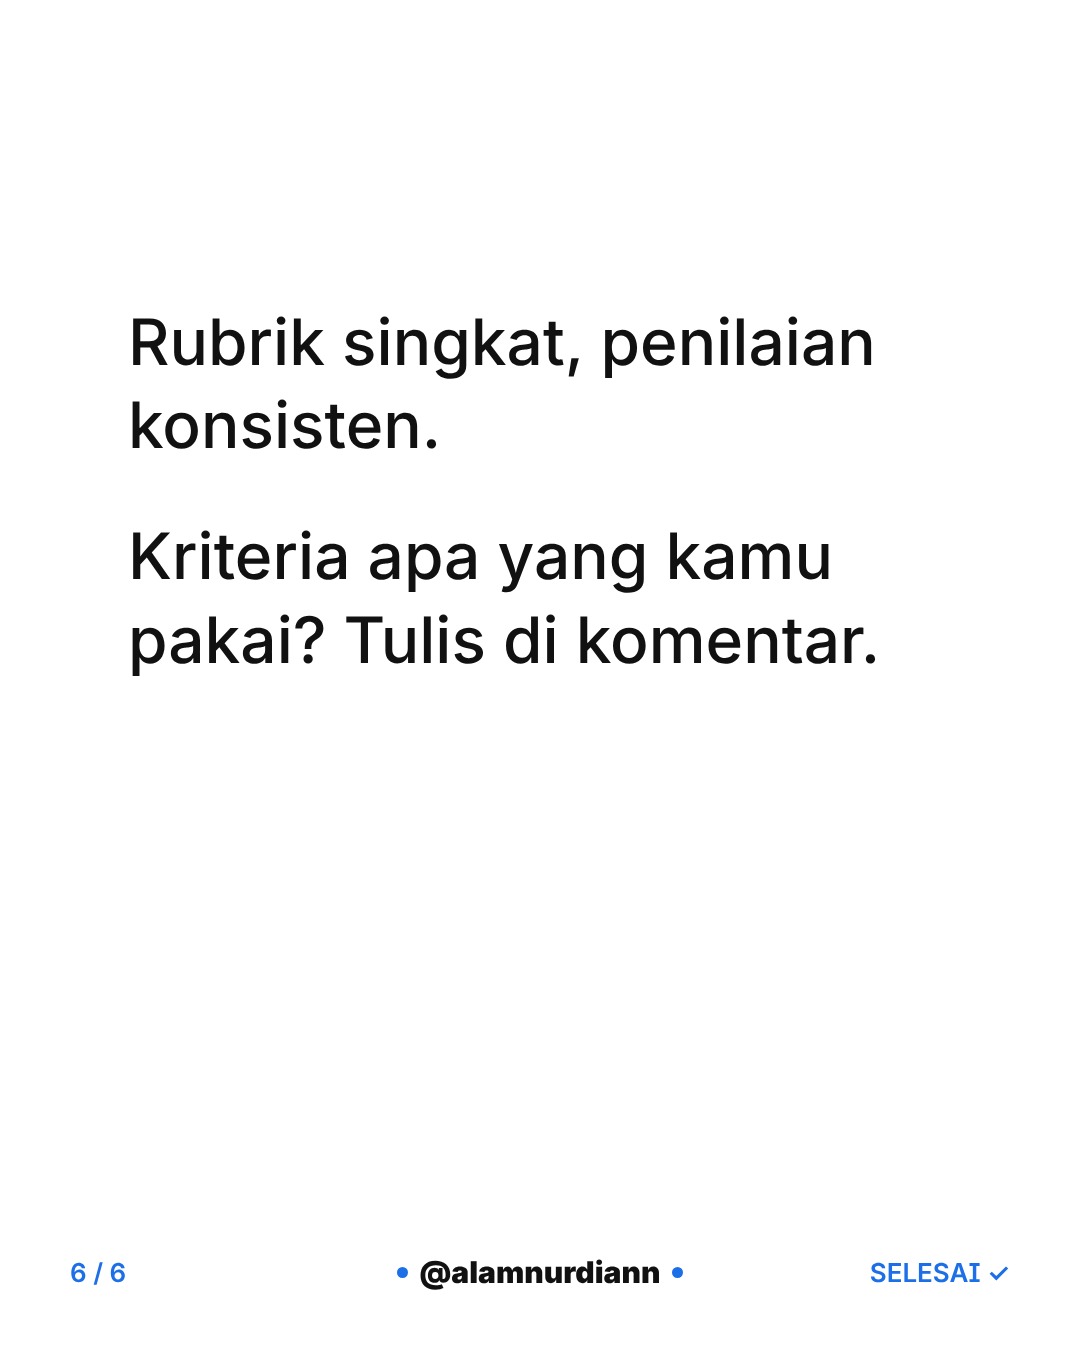 Rubrik singkat, penilaian
konsisten.
Kriteria apa yang kamu
pakai? Tulis di komentar.
6 / 6
• @alamnurdiann •
SELESAI ✓